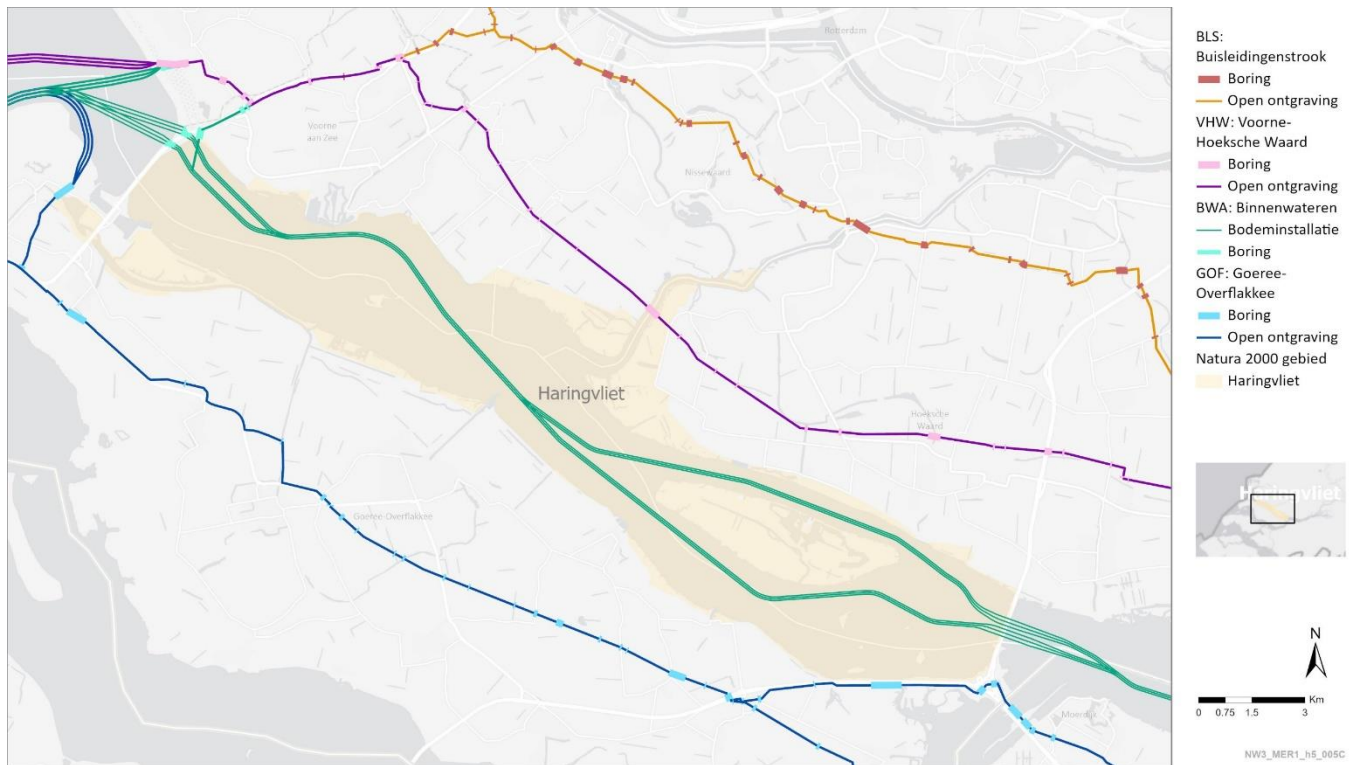 Rotterdam
Voorne
aan Zee
Nissewaard
Haringvliet
Hoeksche
Waard
Goeree-Overflakkee
Moerdijk
BLS:
Buisleidingenstrook
Boring
Open ontgraving
VHW: Voorne-
Hoeksche Waard
Boring
Open ontgraving
BWA: Binnenwateren
Bodeminstallatie
Boring
GOF: Goeree-
Overflakkee
Boring
Open ontgraving
Natura 2000 gebied
Haringvliet
Haringvliet
N
Km
0 0.75 1.5 3
NW3_MER1_h5_005C